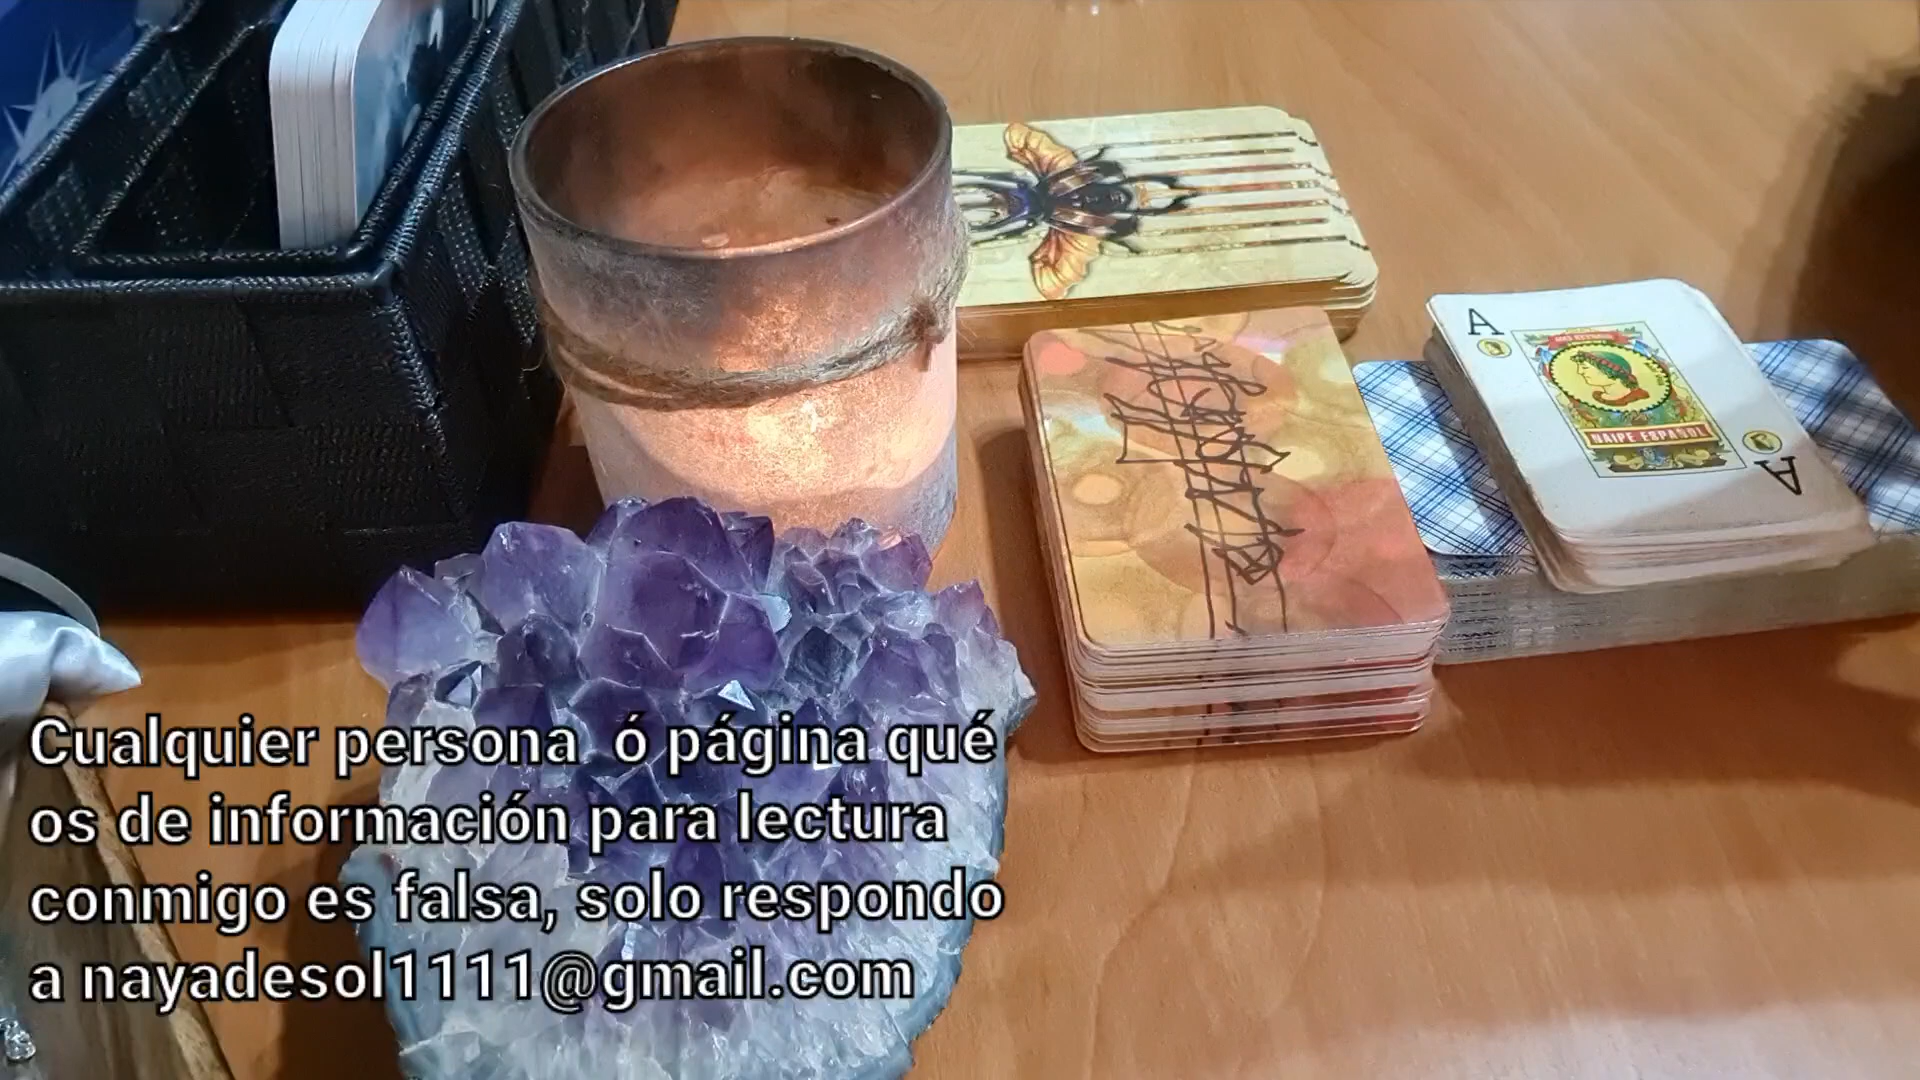 A
NAIPE ESPAÑOL
A
Cualquier persona  ó página qué
os de información para lectura
conmigo es falsa, solo respondo
a nayadesol1111@gmail.com